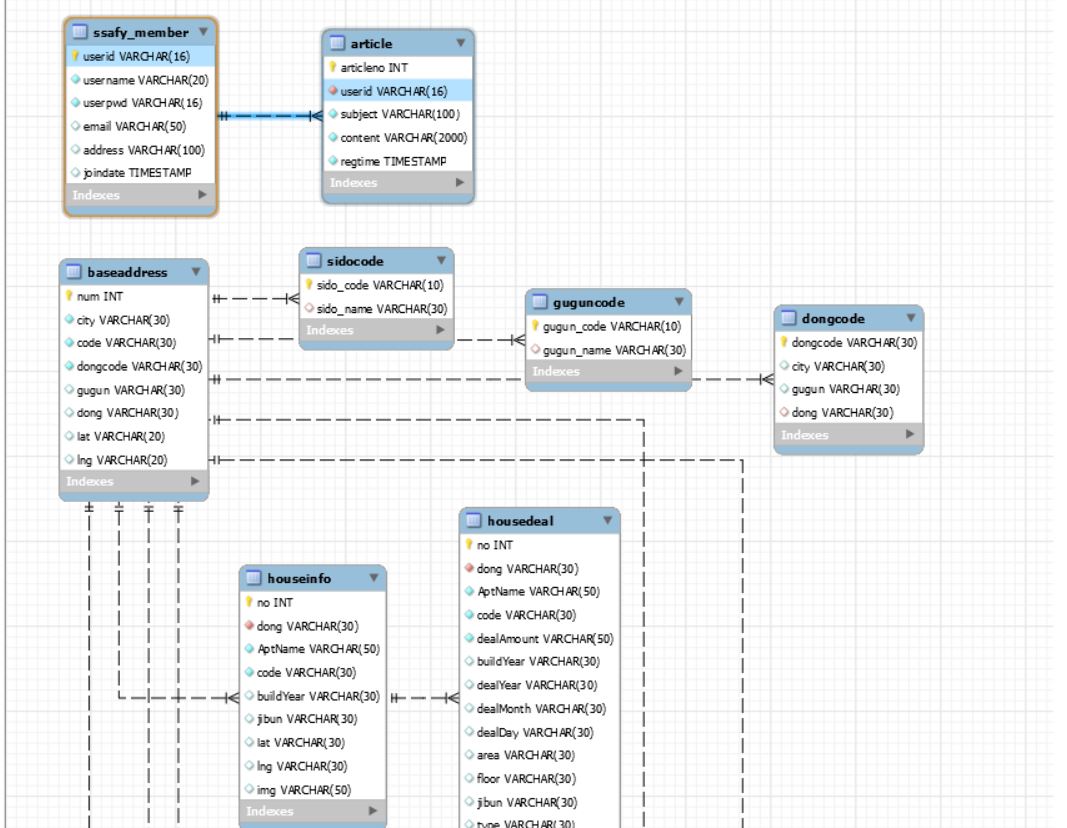 ssafy_member
userid VARCHAR(16)
username VARCHAR(20)
userpwd VARCHAR(16)
email VARCHAR(50)
address VARCHAR(100)
joindate TIMESTAMP
Indexes
article
articleno INT
userid VARCHAR(16)
subject VARCHAR(100)
content VARCHAR(2000)
regtime TIMESTAMP
Indexes
baseaddress
num INT
city VARCHAR(30)
code VARCHAR(30)
dongcode VARCHAR(30)
gugun VARCHAR(30)
dong VARCHAR(30)
lat VARCHAR(20)
lng VARCHAR(20)
Indexes
sidocode
sido_code VARCHAR(10)
sido_name VARCHAR(30)
Indexes
guguncode
gugun_code VARCHAR(10)
gugun_name VARCHAR(30)
Indexes
dongcode
dongcode VARCHAR(30)
city VARCHAR(30)
gugun VARCHAR(30)
dong VARCHAR(30)
Indexes
houseinfo
no INT
dong VARCHAR(30)
AptName VARCHAR(50)
code VARCHAR(30)
buildYear VARCHAR(30)
jibun VARCHAR(30)
lat VARCHAR(30)
lng VARCHAR(30)
img VARCHAR(50)
Indexes
housedeal
no INT
dong VARCHAR(30)
AptName VARCHAR(50)
code VARCHAR(30)
dealAmount VARCHAR(50)
buildYear VARCHAR(30)
dealYear VARCHAR(30)
dealMonth VARCHAR(30)
dealDay VARCHAR(30)
area VARCHAR(30)
floor VARCHAR(30)
jibun VARCHAR(30)
type VARCHAR(30)